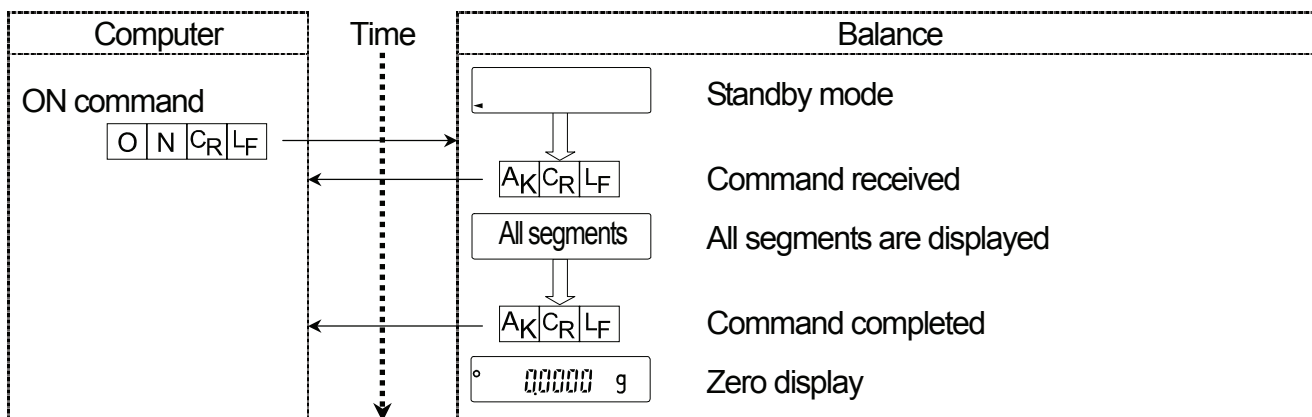 Computer Time Balance
Standby mode
ON command
O N CR LF
AK CR LF Command received
All segments All segments are displayed
AK CR LF Command completed
0.0000 g Zero display